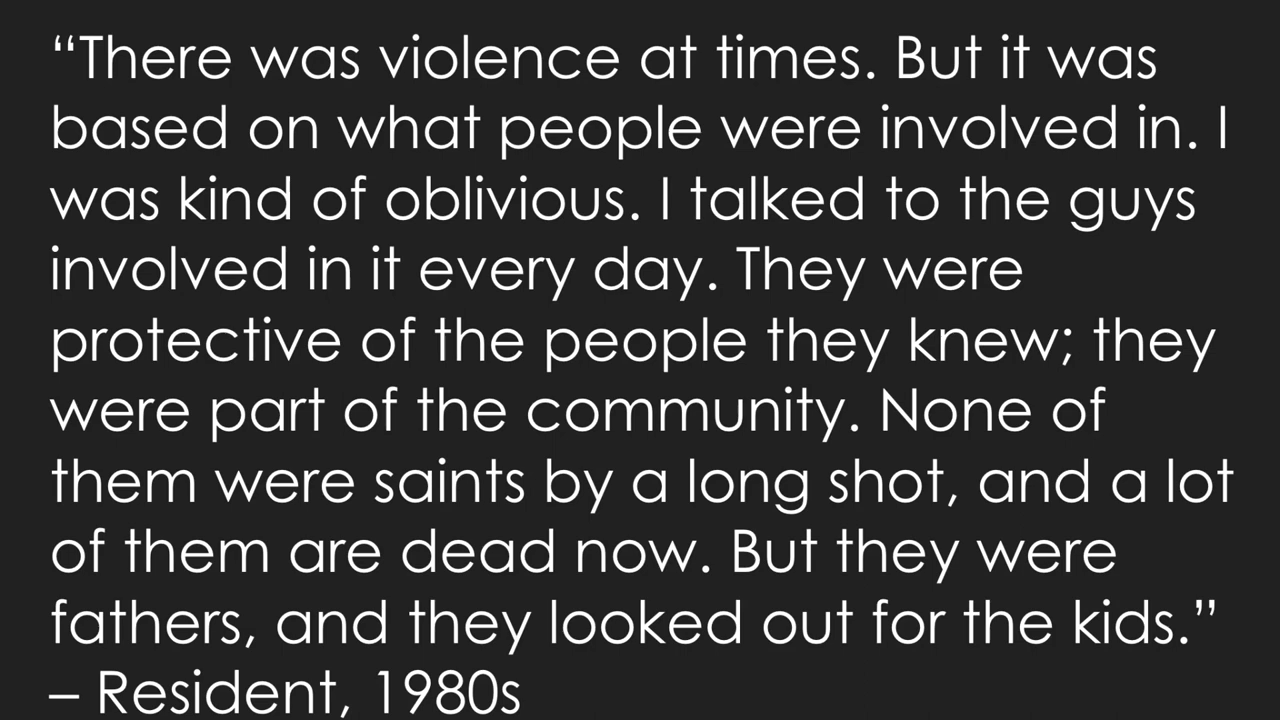 “There was violence at times. But it was
based on what people were involved in. I
was kind of oblivious. I talked to the guys
involved in it every day. They were
protective of the people they knew; they
were part of the community. None of
them were saints by a long shot, and a lot
of them are dead now. But they were
fathers, and they looked out for the kids.”
– Resident, 1980s